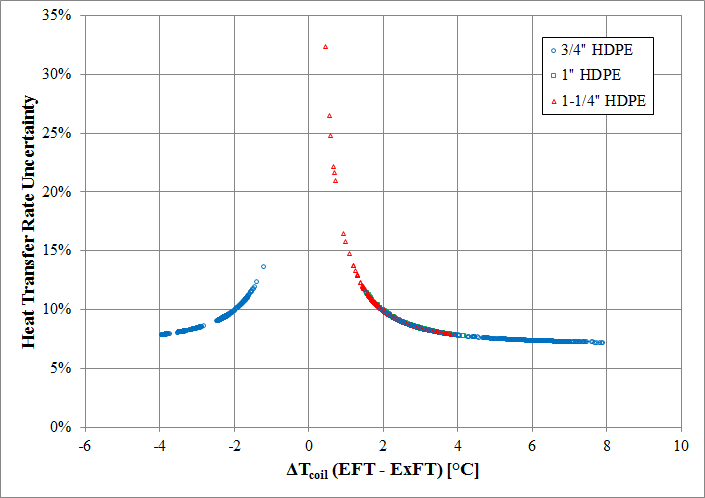 35%
30%
25%
20%
15%
10%
5%
0%
Heat Transfer Rate Uncertainty
3/4" HDPE
1" HDPE
1-1/4" HDPE
-6 -4 -2 0 2 4 6 8 10
ΔTcoil (EFT - ExFT) [°C]